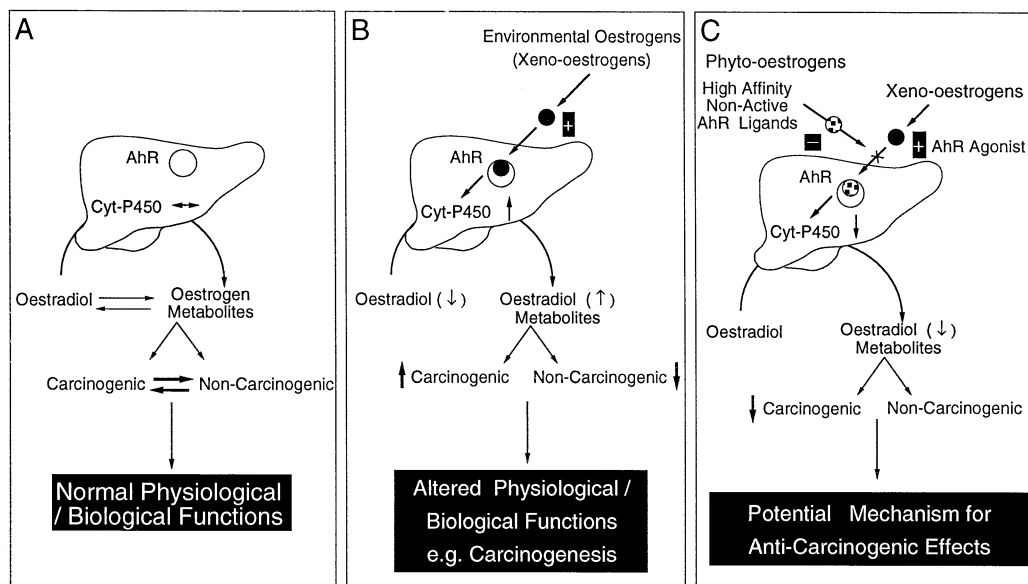 A
AhR
Cyt-P450
Oestradiol
Oestrogen
Metabolites
Carcinogenic
Non-Carcinogenic
Normal Physiological
/ Biological Functions
B
Environmental Oestrogens
(Xeno-oestrogens)
+
AhR
Cyt-P450
Oestradiol (↓)
Oestradiol (↑)
Metabolites
Carcinogenic
Non-Carcinogenic
Altered Physiological /
Biological Functions
e.g. Carcinogenesis
C
Phyto-oestrogens
High Affinity
Non-Active
AhR Ligands
Xeno-oestrogens
−
+ AhR Agonist
AhR
Cyt-P450
Oestradiol
Oestradiol (↓)
Metabolites
Carcinogenic
Non-Carcinogenic
Potential Mechanism for
Anti-Carcinogenic Effects